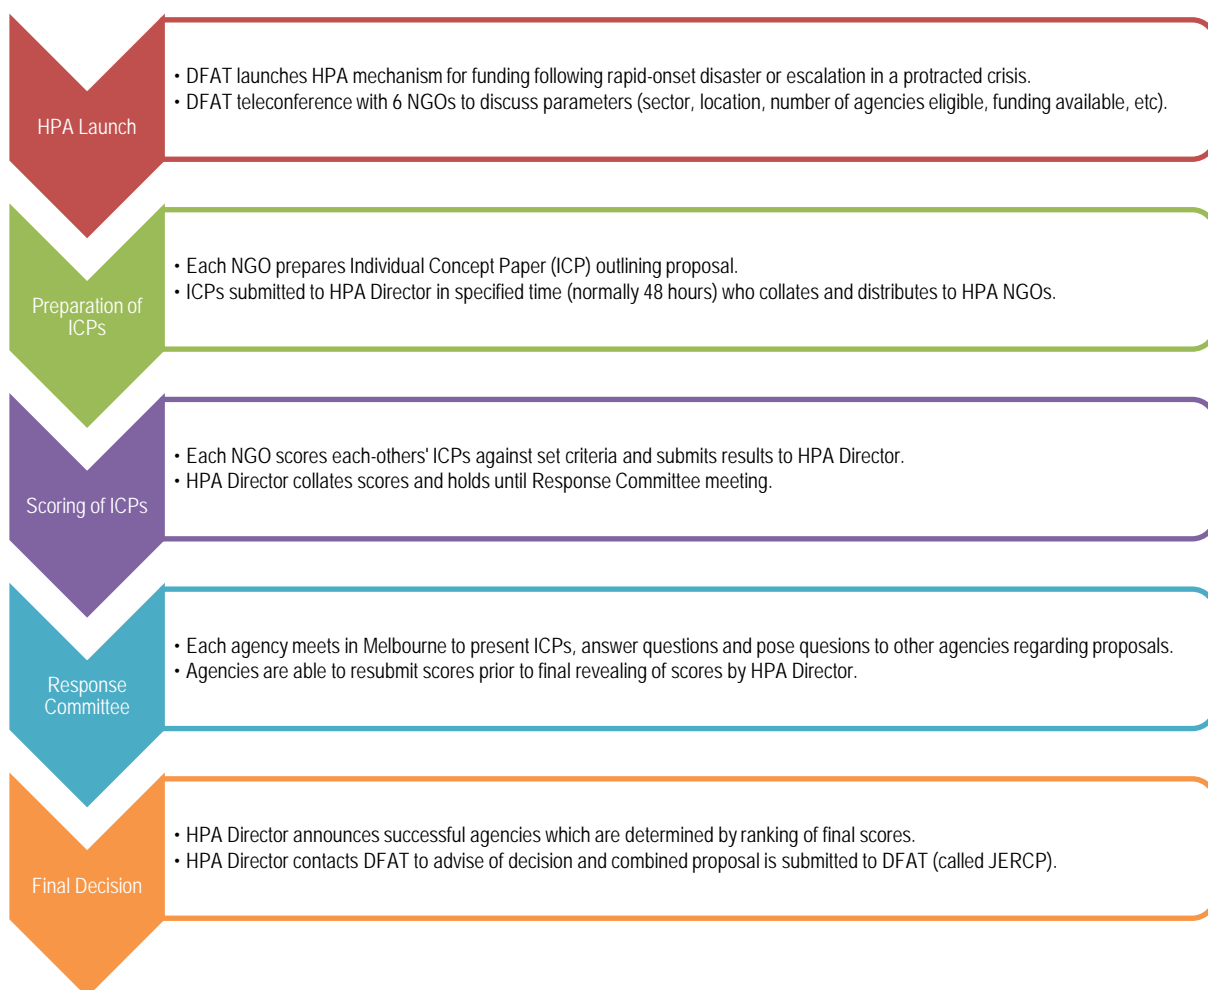 HPA Launch
• DFAT launches HPA mechanism for funding following rapid-onset disaster or escalation in a protracted crisis.
• DFAT teleconference with 6 NGOs to discuss parameters (sector, location, number of agencies eligible, funding available, etc).
Preparation of
ICPs
• Each NGO prepares Individual Concept Paper (ICP) outlining proposal.
• ICPs submitted to HPA Director in specified time (normally 48 hours) who collates and distributes to HPA NGOs.
Scoring of ICPs
• Each NGO scores each-others' ICPs against set criteria and submits results to HPA Director.
• HPA Director collates scores and holds until Response Committee meeting.
Response
Committee
• Each agency meets in Melbourne to present ICPs, answer questions and pose quesions to other agencies regarding proposals.
• Agencies are able to resubmit scores prior to final revealing of scores by HPA Director.
Final Decision
• HPA Director announces successful agencies which are determined by ranking of final scores.
• HPA Director contacts DFAT to advise of decision and combined proposal is submitted to DFAT (called JERCP).